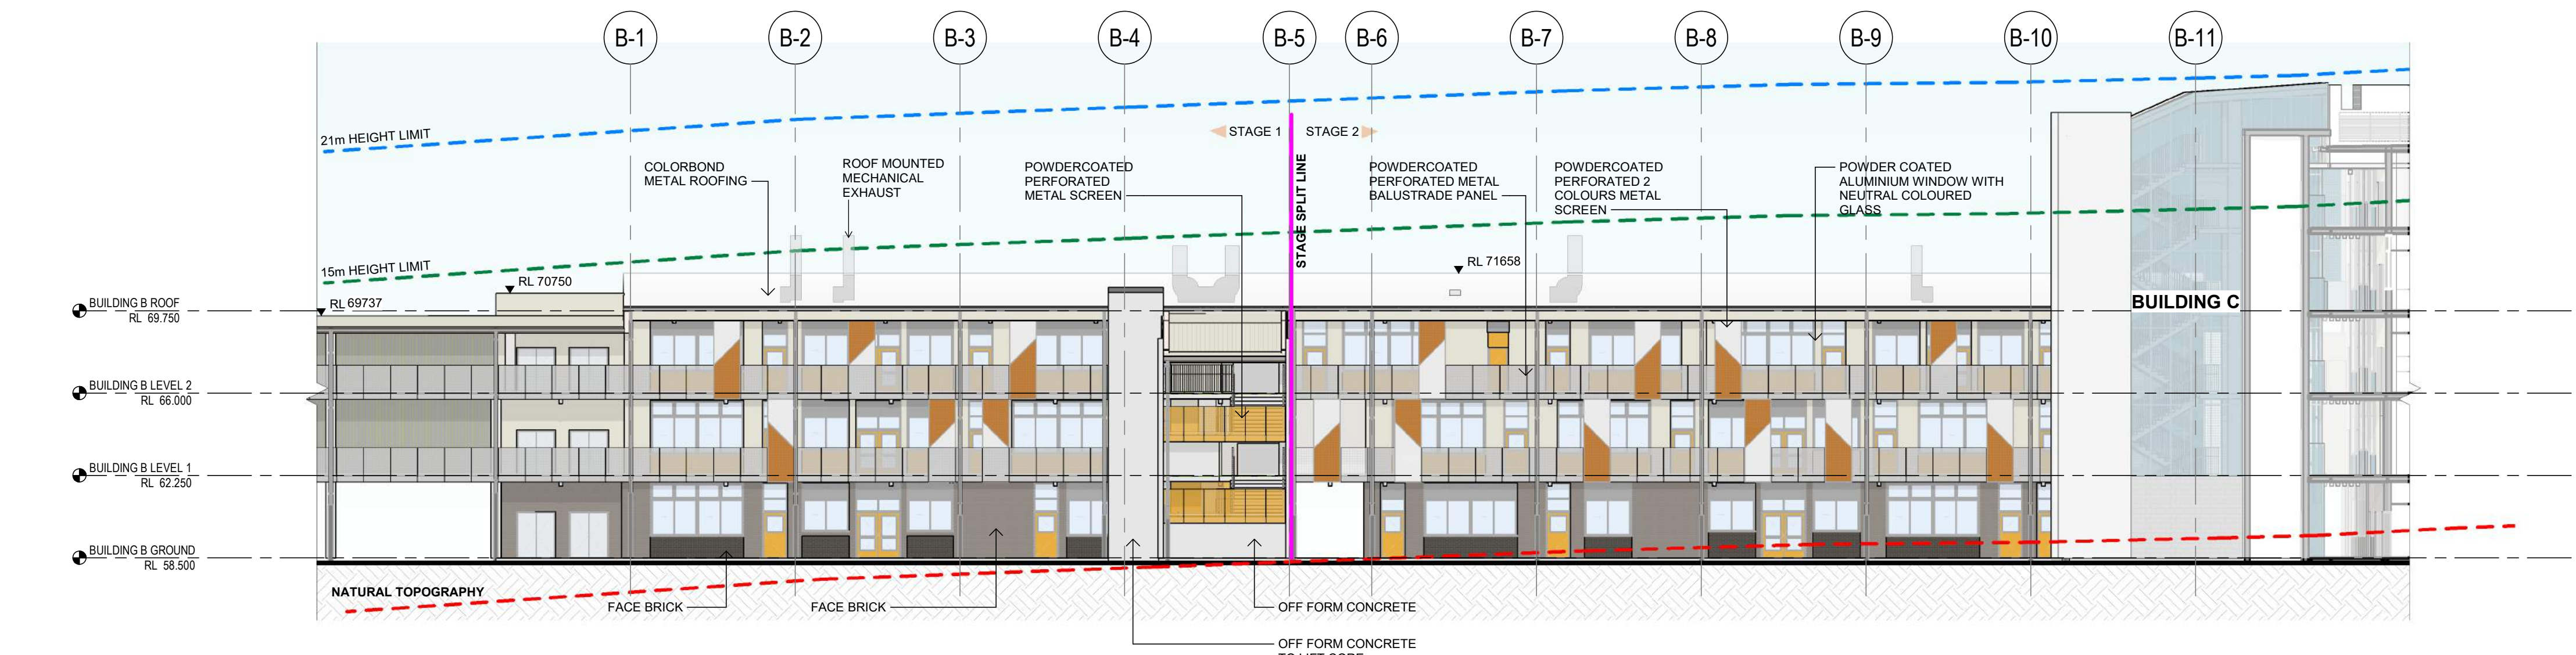 B-1 B-2 B-3 B-4 B-5 B-6 B-7 B-8 B-9 B-10 B-11
21m HEIGHT LIMIT
STAGE 1 STAGE 2
STAGE SPLIT LINE
COLORBOND
METAL ROOFING
ROOF MOUNTED
MECHANICAL
EXHAUST
POWDERCOATED
PERFORATED
METAL SCREEN
POWDERCOATED
PERFORATED METAL
BALUSTRADE PANEL
POWDERCOATED
PERFORATED 2
COLOURS METAL
SCREEN
POWDER COATED
ALUMINIUM WINDOW WITH
NEUTRAL COLOURED
GLASS
15m HEIGHT LIMIT
RL 69737
RL 70750
RL 71658
BUILDING C
BUILDING B ROOF
RL 69.750
BUILDING B LEVEL 2
RL 66.000
BUILDING B LEVEL 1
RL 62.250
BUILDING B GROUND
RL 58.500
NATURAL TOPOGRAPHY
FACE BRICK
FACE BRICK
OFF FORM CONCRETE
OFF FORM CONCRETE